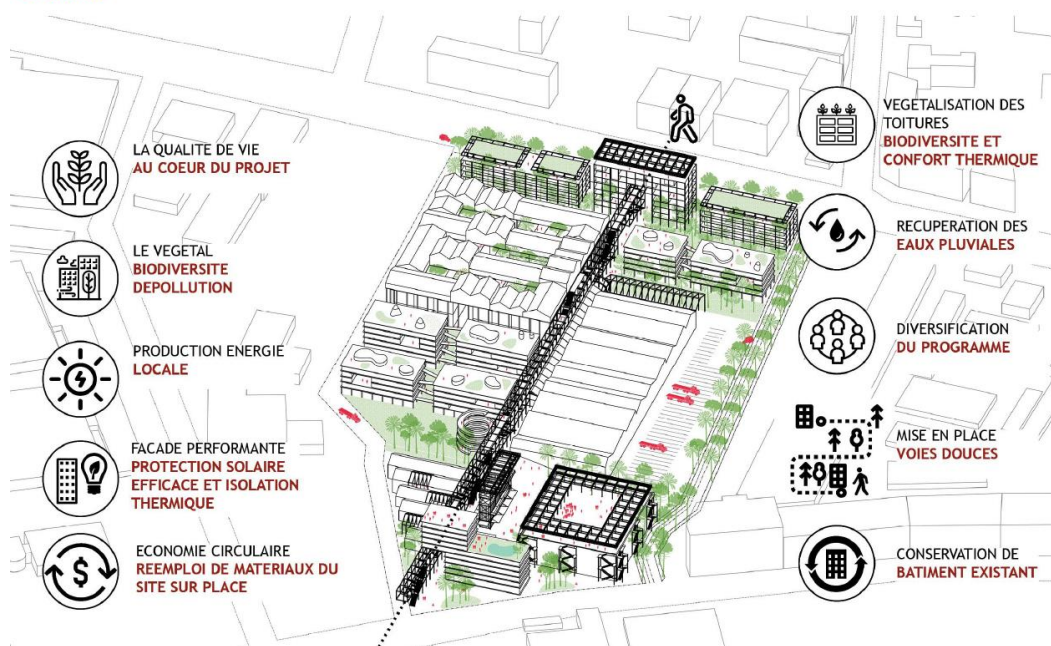 LA QUALITE DE VIE
AU COEUR DU PROJET
LE VEGETAL
BIODIVERSITE
DEPOLLUTION
PRODUCTION ENERGIE
LOCALE
FACADE PERFORMANTE
PROTECTION SOLAIRE
EFFICACE ET ISOLATION
THERMIQUE
ECONOMIE CIRCULAIRE
REEMPLOI DE MATERIAUX DU
SITE SUR PLACE
VEGETALISATION DES
TOITURES
BIODIVERSITE ET
CONFORT THERMIQUE
RECUPERATION DES
EAUX PLUVIALES
DIVERSIFICATION
DU PROGRAMME
MISE EN PLACE
VOIES DOUCES
CONSERVATION DE
BATIMENT EXISTANT